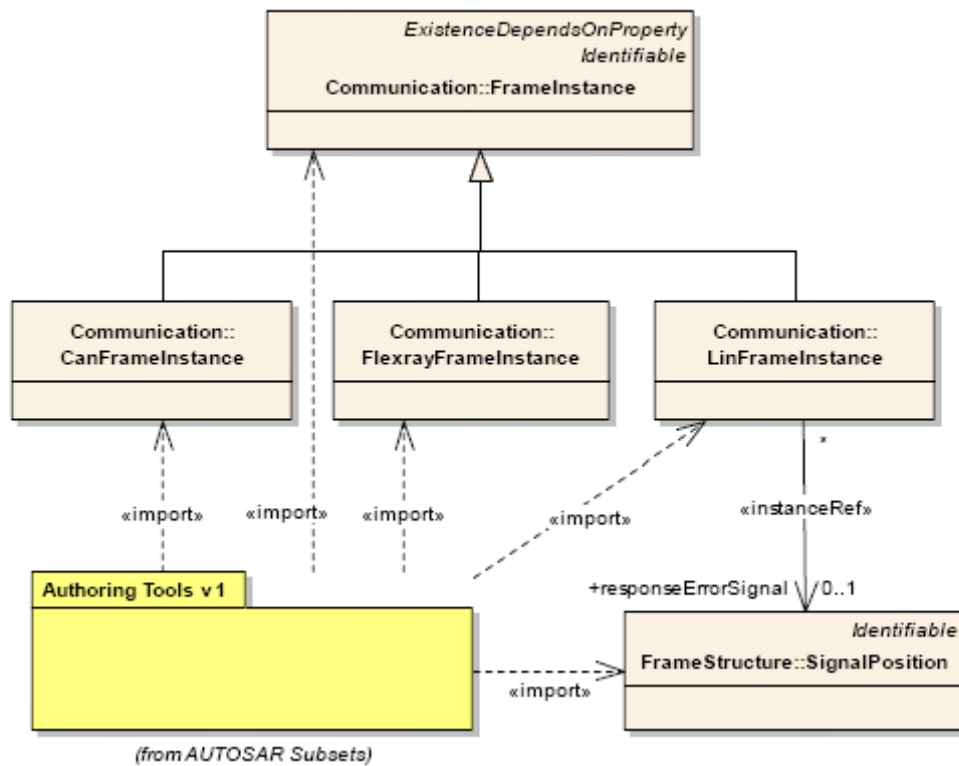 ExistenceDependsOnProperty
Identifiable
Communication::FrameInstance
Communication::
CanFrameInstance
Communication::
FlexrayFrameInstance
Communication::
LinFrameInstance
*
«import»
«import»
«import»
«import»
«instanceRef»
Authoring Tools v1
+responseErrorSignal
0..1
Identifiable
FrameStructure::SignalPosition
«import»
(from AUTOSAR Subsets)